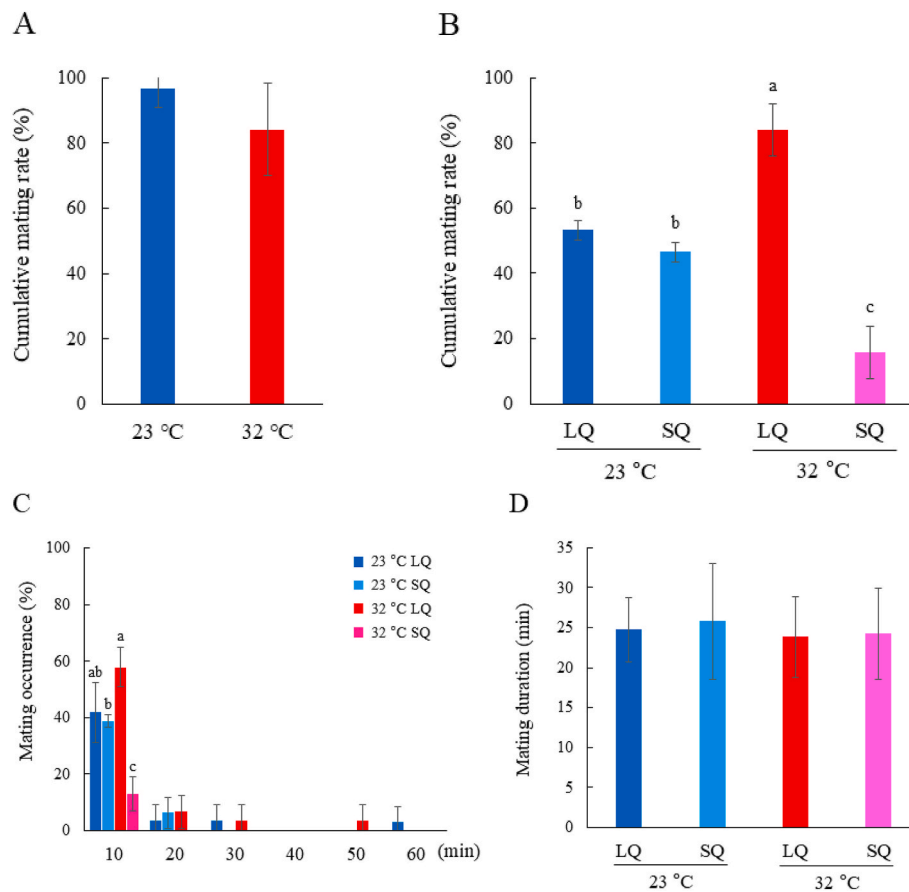 A
Cumulative mating rate (%)
100
80
60
40
20
0
23 °C 32 °C
B
Cumulative mating rate (%)
100
80
60
40
20
0
b b a c
LQ SQ LQ SQ
23 °C 32 °C
C
Mating occurrence (%)
100
80
60
40
20
0
23 °C LQ
23 °C SQ
32 °C LQ
32 °C SQ
ab b a c
10 20 30 40 50 60 (min)
D
Mating duration (min)
35
30
25
20
15
10
5
0
LQ SQ LQ SQ
23 °C 32 °C